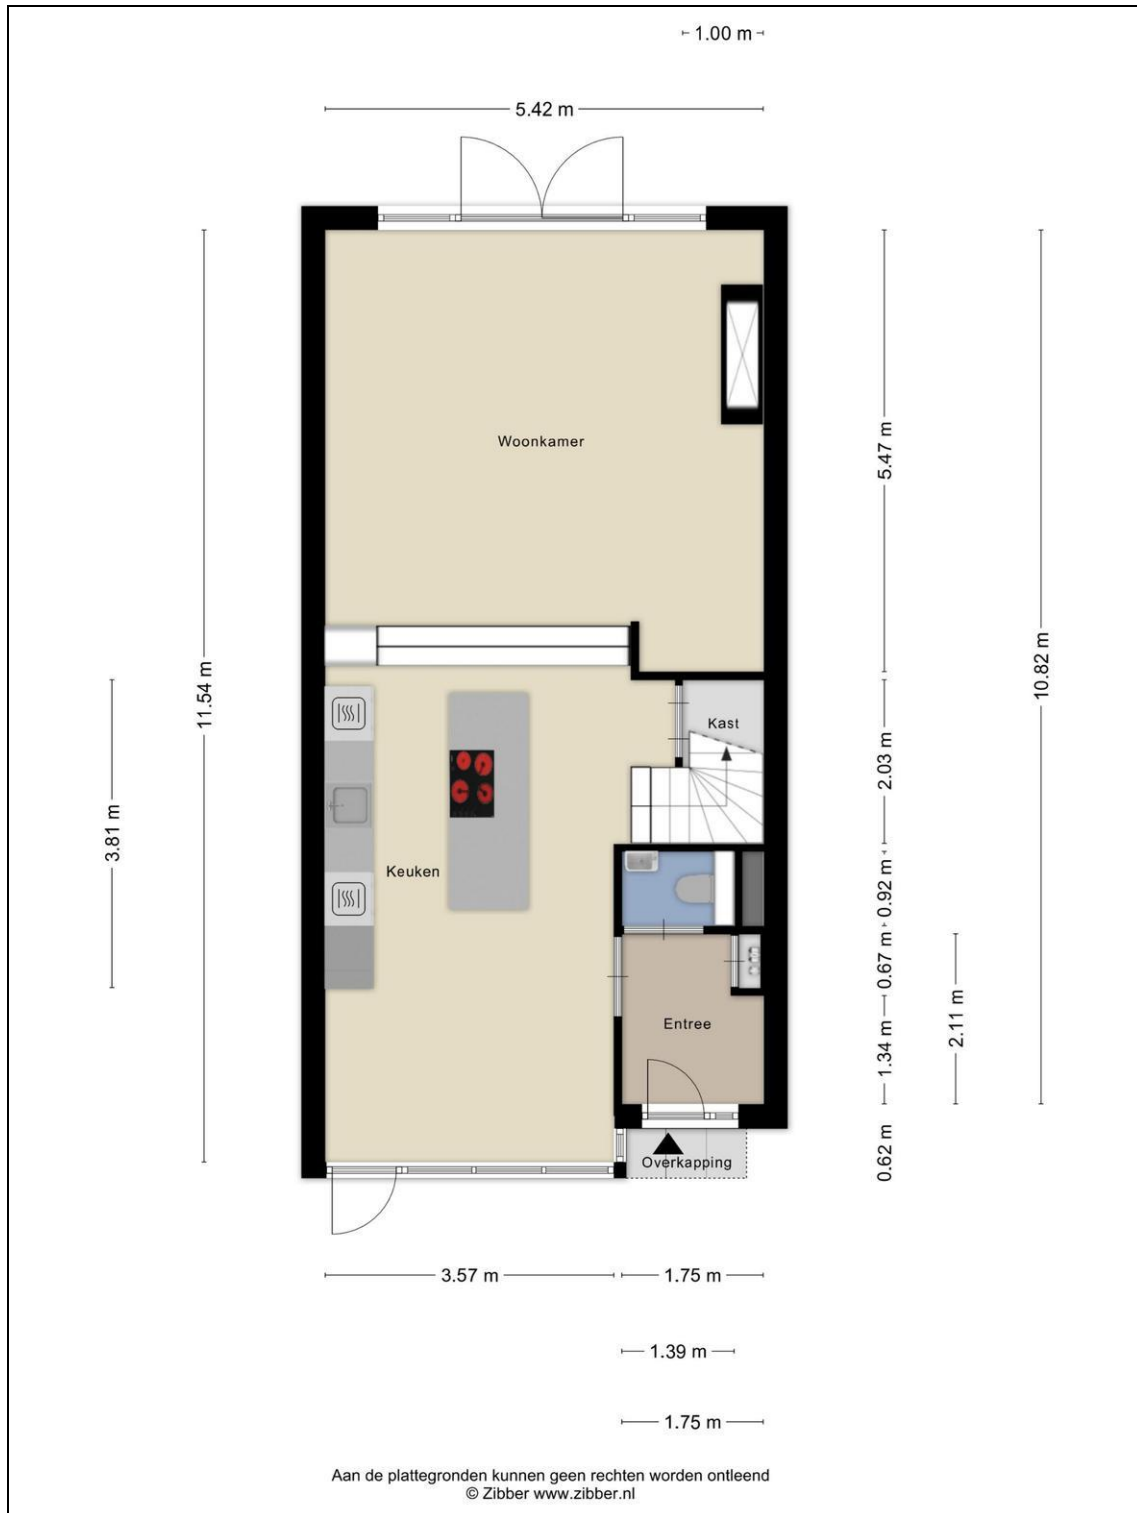 1.00 m
5.42 m
Woonkamer
5.47 m
11.54 m
10.82 m
Kast
2.03 m
3.81 m
Keuken
0.92 m
0.67 m
Entree
1.34 m
2.11 m
Overkapping
0.62 m
3.57 m
1.75 m
1.39 m
1.75 m
Aan de plattegronden kunnen geen rechten worden ontleend
© Zibber www.zibber.nl